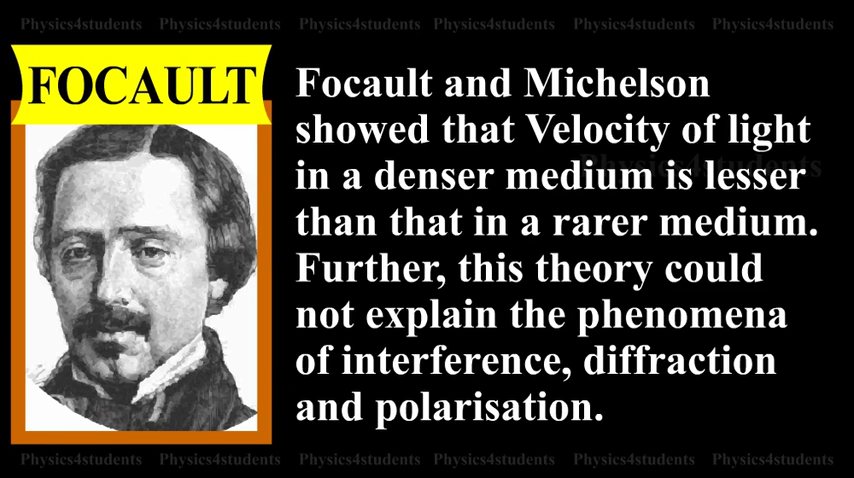 Physics4students Physics4students Physics4students Physics4students Physics4students Physics4students
FOCAULT
Focault and Michelson
showed that Velocity of light
in a denser medium is lesser
than that in a rarer medium.
Further, this theory could
not explain the phenomena
of interference, diffraction
and polarisation.
Physics4students
Physics4students Physics4students Physics4students Physics4students Physics4students Physics4students